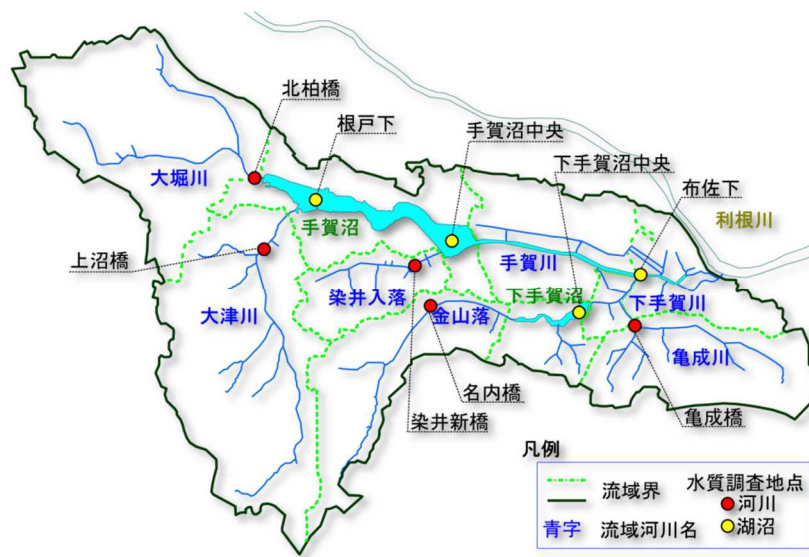 北柏橋
根戸下
手賀沼中央
下手賀沼中央
布佐下
大堀川
利根川
手賀沼
上沼橋
手賀川
染井入落
下手賀沼
下手賀川
大津川
金山落
亀成川
名内橋
亀成橋
染井新橋
凡例
流域界
水質調査地点
河川
青字 流域河川名
湖沼